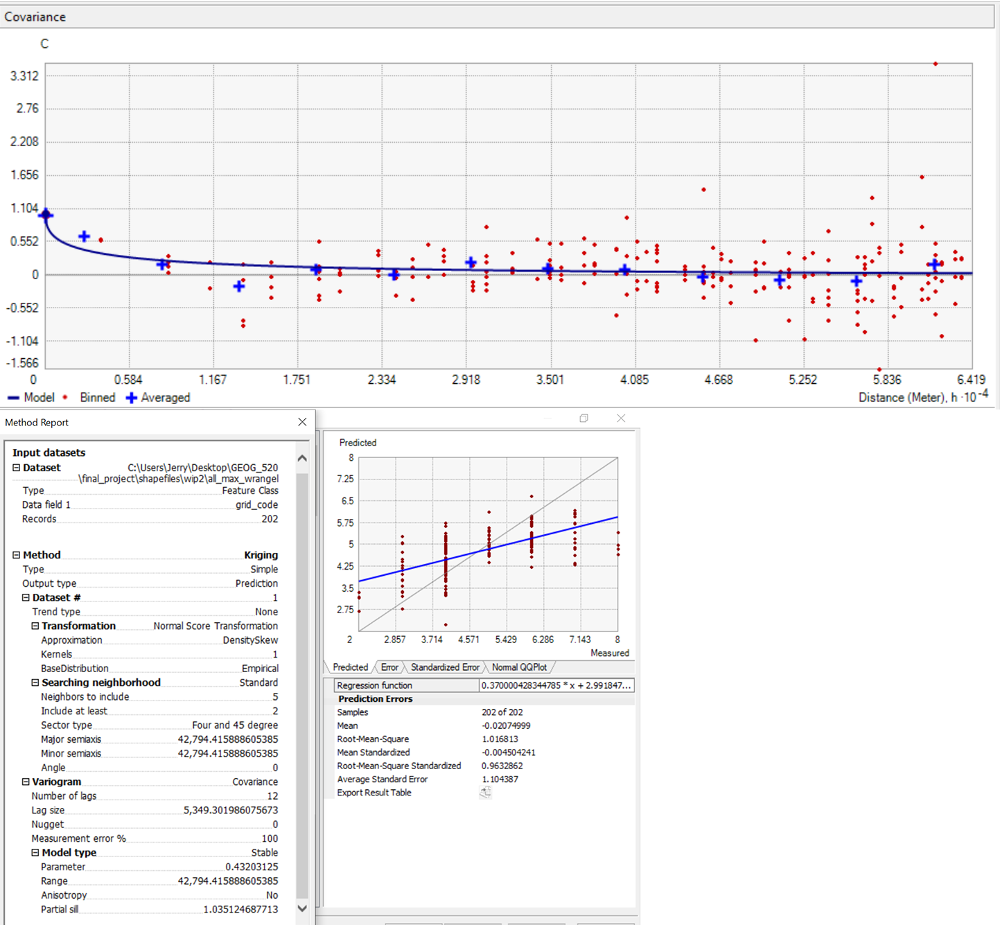 Covariance
C
3.312
2.76
2.208
1.656
1.104
0.552
0
-0.552
-1.104
-1.566
0 0.584 1.167 1.751 2.334 2.918 3.501 4.085 4.668 5.252 5.836 6.419
Model Binned Averaged Distance (Meter), h ·10-4
Method Report
Input datasets
Dataset C:\Users\Jerry\Desktop\GEOG_520
\final_project\shapefiles\wip2\all_max_wrangel
Type Feature Class
Data field 1 grid_code
Records 202
Method Kriging
Type Simple
Output type Prediction
Dataset # 1
Trend type None
Transformation Normal Score Transformation
Approximation DensitySkew
Kernels 1
BaseDistribution Empirical
Searching neighborhood Standard
Neighbors to include 5
Include at least 2
Sector type Four and 45 degree
Major semiaxis 42,794.415888605385
Minor semiaxis 42,794.415888605385
Angle 0
Variogram Covariance
Number of lags 12
Lag size 5,349.301986075673
Nugget 0
Measurement error % 100
Model type Stable
Parameter 0.43203125
Range 42,794.415888605385
Anisotropy No
Partial sill 1.035124687713
Predicted
8
7.25
6.5
5.75
5
4.25
3.5
2.75
2 2.857 3.714 4.571 5.429 6.286 7.143 8
Measured
Predicted Error Standardized Error Normal QQPlot
Regression function 0.370000428344785 * x + 2.991847...
Prediction Errors
Samples 202 of 202
Mean -0.02074999
Root-Mean-Square 1.016813
Mean Standardized -0.004504241
Root-Mean-Square Standardized 0.9632862
Average Standard Error 1.104387
Export Result Table